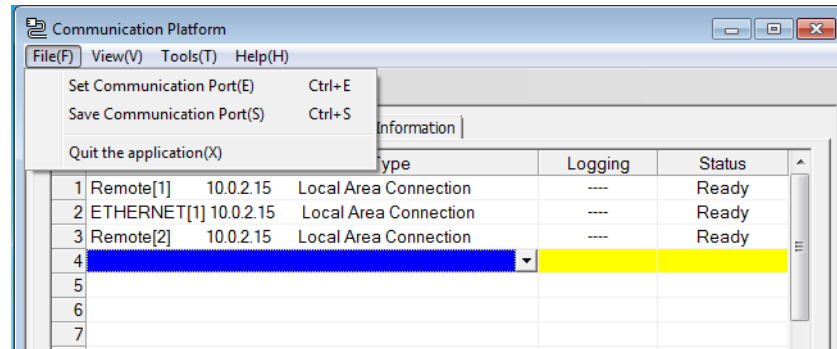 Communication Platform
File(F) View(V) Tools(T) Help(H)
Set Communication Port(E) Ctrl+E
Save Communication Port(S) Ctrl+S
Quit the application(X)
Information
Logging Status
1 Remote[1] 10.0.2.15 Local Area Connection ---- Ready
2 ETHERNET[1] 10.0.2.15 Local Area Connection ---- Ready
3 Remote[2] 10.0.2.15 Local Area Connection ---- Ready
4
5
6
7